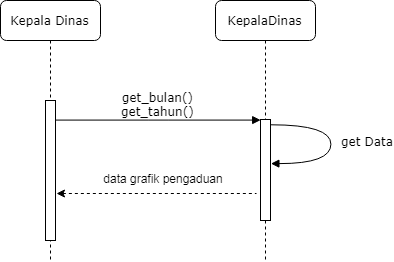 Kepala Dinas
KepalaDinas
get_bulan()
get_tahun()
get Data
data grafik pengaduan